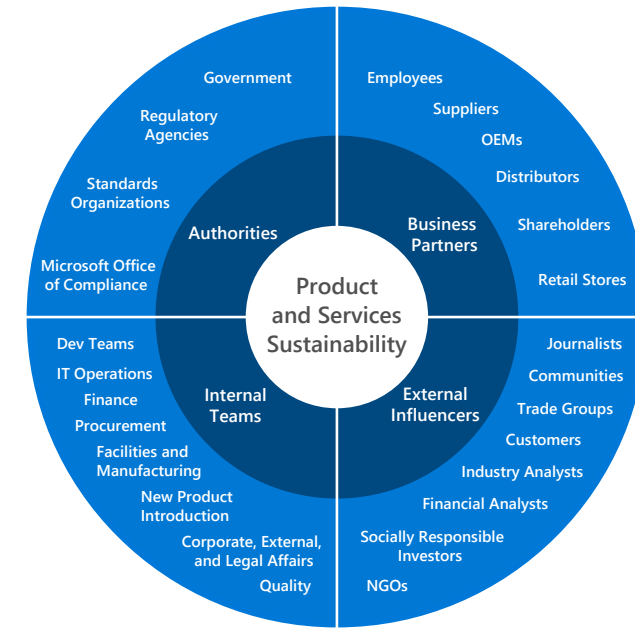 Government
Regulatory
Agencies
Standards
Organizations
Microsoft Office
of Compliance
Authorities
Employees
Suppliers
OEMs
Distributors
Shareholders
Retail Stores
Business
Partners
Product
and Services
Sustainability
Internal
Teams
Dev Teams
IT Operations
Finance
Procurement
Facilities and
Manufacturing
New Product
Introduction
Corporate, External,
and Legal Affairs
Quality
External
Influencers
Journalists
Communities
Trade Groups
Customers
Industry Analysts
Financial Analysts
Socially Responsible
Investors
NGOs